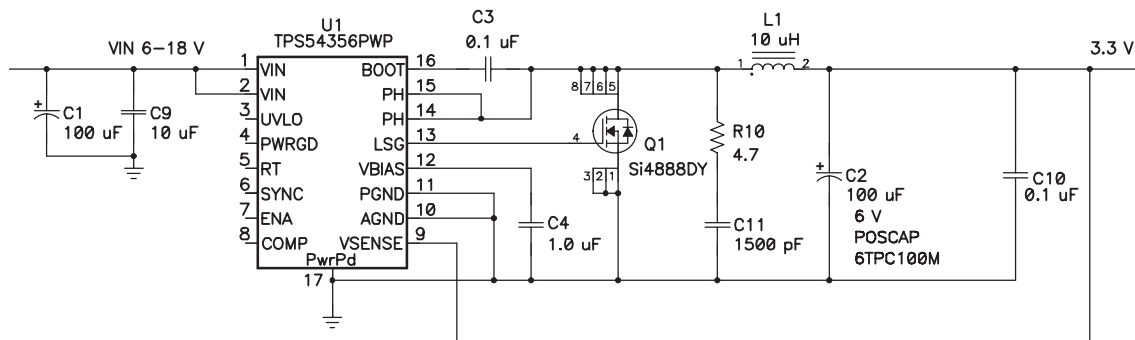 U1
TPS54356PWP
VIN 6–18 V
C3
0.1 uF
L1
10 uH
3.3 V
1 VIN BOOT 16
2 VIN PH 15
3 UVLO PH 14
4 PWRGD LSG 13
5 RT VBIAS 12
6 SYNC PGND 11
7 ENA AGND 10
8 COMP VSENSE 9
PwrPd
17
C1
100 uF
C9
10 uF
8 7 6 5
4
3 2 1
Q1
Si4888DY
1 2
R10
4.7
C4
1.0 uF
C11
1500 pF
C2
100 uF
6 V
POSCAP
6TPC100M
C10
0.1 uF